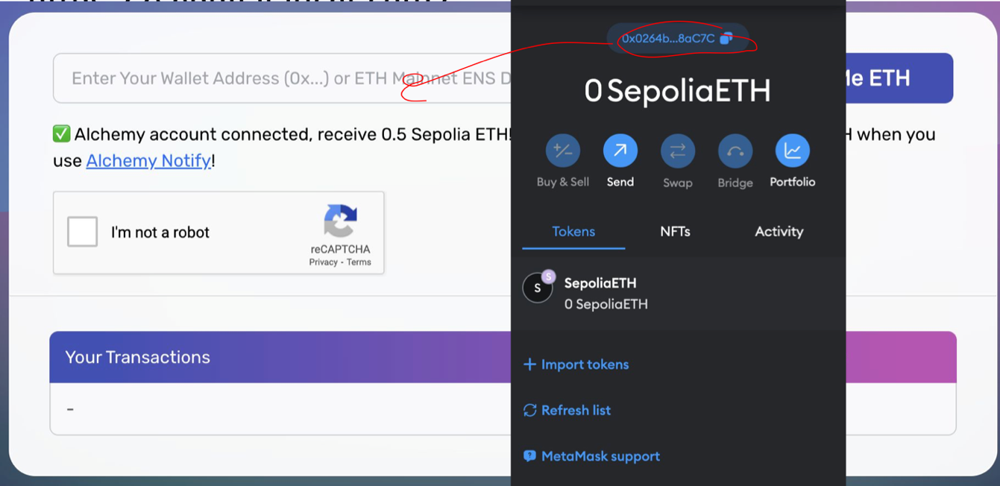 Enter Your Wallet Address (0x...) or ETH Mainnet ENS D
Me ETH
✅ Alchemy account connected, receive 0.5 Sepolia ETH!
H when you
use Alchemy Notify!
I'm not a robot
reCAPTCHA
Privacy - Terms
Your Transactions
-
0x0264b...8aC7C
0 SepoliaETH
+/-
Buy & Sell
Send
Swap
Bridge
Portfolio
Tokens
NFTs
Activity
S
S
SepoliaETH
0 SepoliaETH
+ Import tokens
Refresh list
? MetaMask support